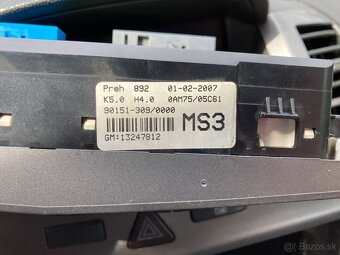 Preh 892 01-02-2007
K5.0 H4.0 0AM75/05C61
90151-309/0000
MS3
GM:13247812
© Bazos.sk